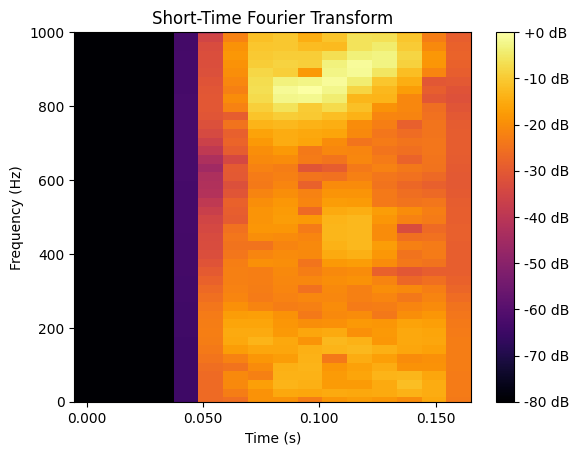 Short-Time Fourier Transform
1000
800
600
400
200
0
Frequency (Hz)
0.000
0.050
0.100
0.150
Time (s)
+0 dB
-10 dB
-20 dB
-30 dB
-40 dB
-50 dB
-60 dB
-70 dB
-80 dB